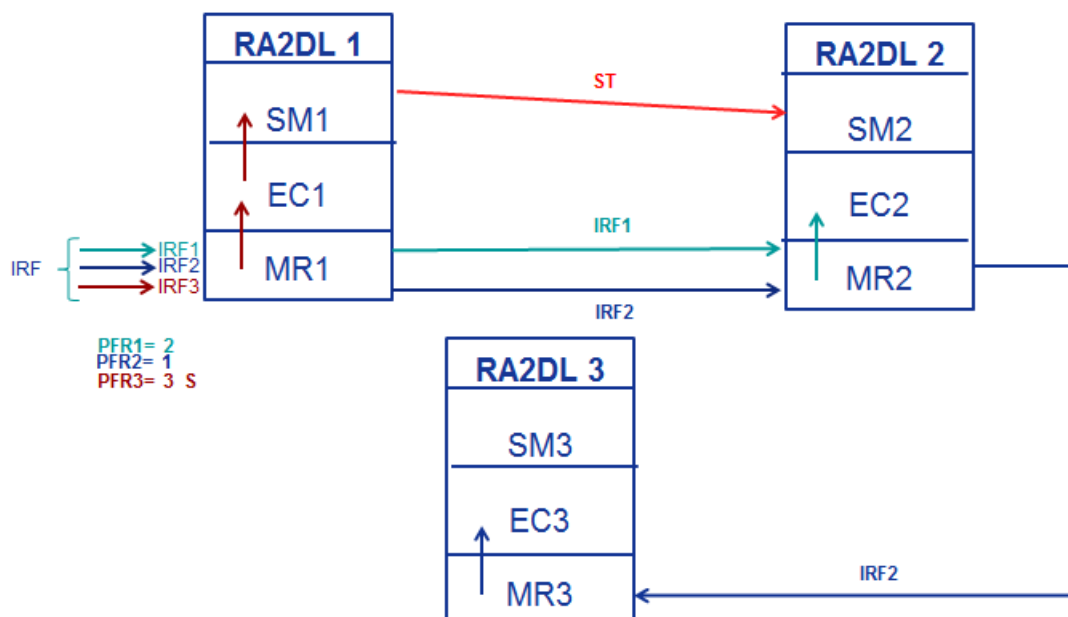 RA2DL 1
SM1
EC1
MR1
ST
IRF1
IRF2
RA2DL 2
SM2
EC2
MR2
IRF
IRF1
IRF2
IRF3
PFR1= 2
PFR2= 1
PFR3= 3 S
RA2DL 3
SM3
EC3
MR3
IRF2